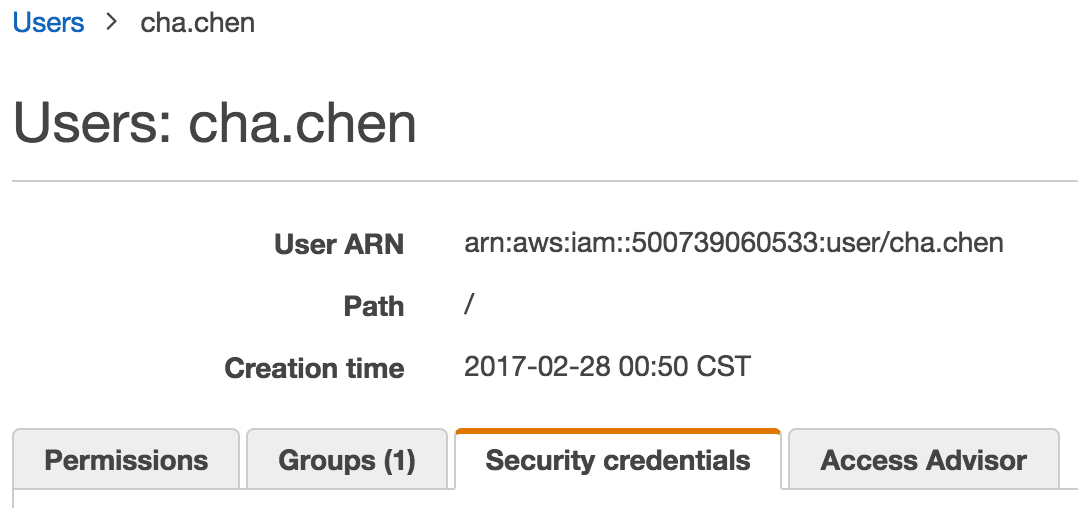 Users > cha.chen
Users: cha.chen
User ARN arn:aws:iam::500739060533:user/cha.chen
Path /
Creation time 2017-02-28 00:50 CST
Permissions Groups (1) Security credentials Access Advisor